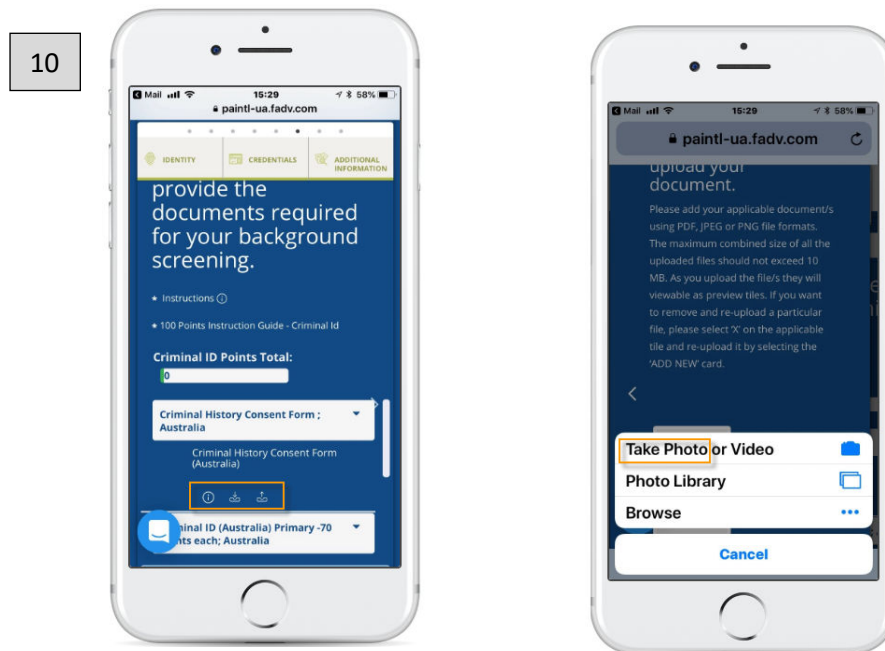 10
Mail 15:29 58%
paintl-ua.fadv.com
IDENTITY
CREDENTIALS
ADDITIONAL
INFORMATION
provide the
documents required
for your background
screening.
Instructions
100 Points Instruction Guide - Criminal Id
Criminal ID Points Total:
0
Criminal History Consent Form ;
Australia
Criminal History Consent Form
(Australia)
inal ID (Australia) Primary -70
ts each; Australia
Mail 15:29 58%
paintl-ua.fadv.com
upload your
document.
Please add your applicable document/s
using PDF, JPEG or PNG file formats.
The maximum combined size of all the
uploaded files should not exceed 10
MB. As you upload the file/s they will
viewable as preview tiles. If you want
to remove and re-upload a particular
file, please select ‘X’ on the applicable
tile and re-upload it by selecting the
‘ADD NEW’ card.
Take Photo or Video
Photo Library
Browse
Cancel